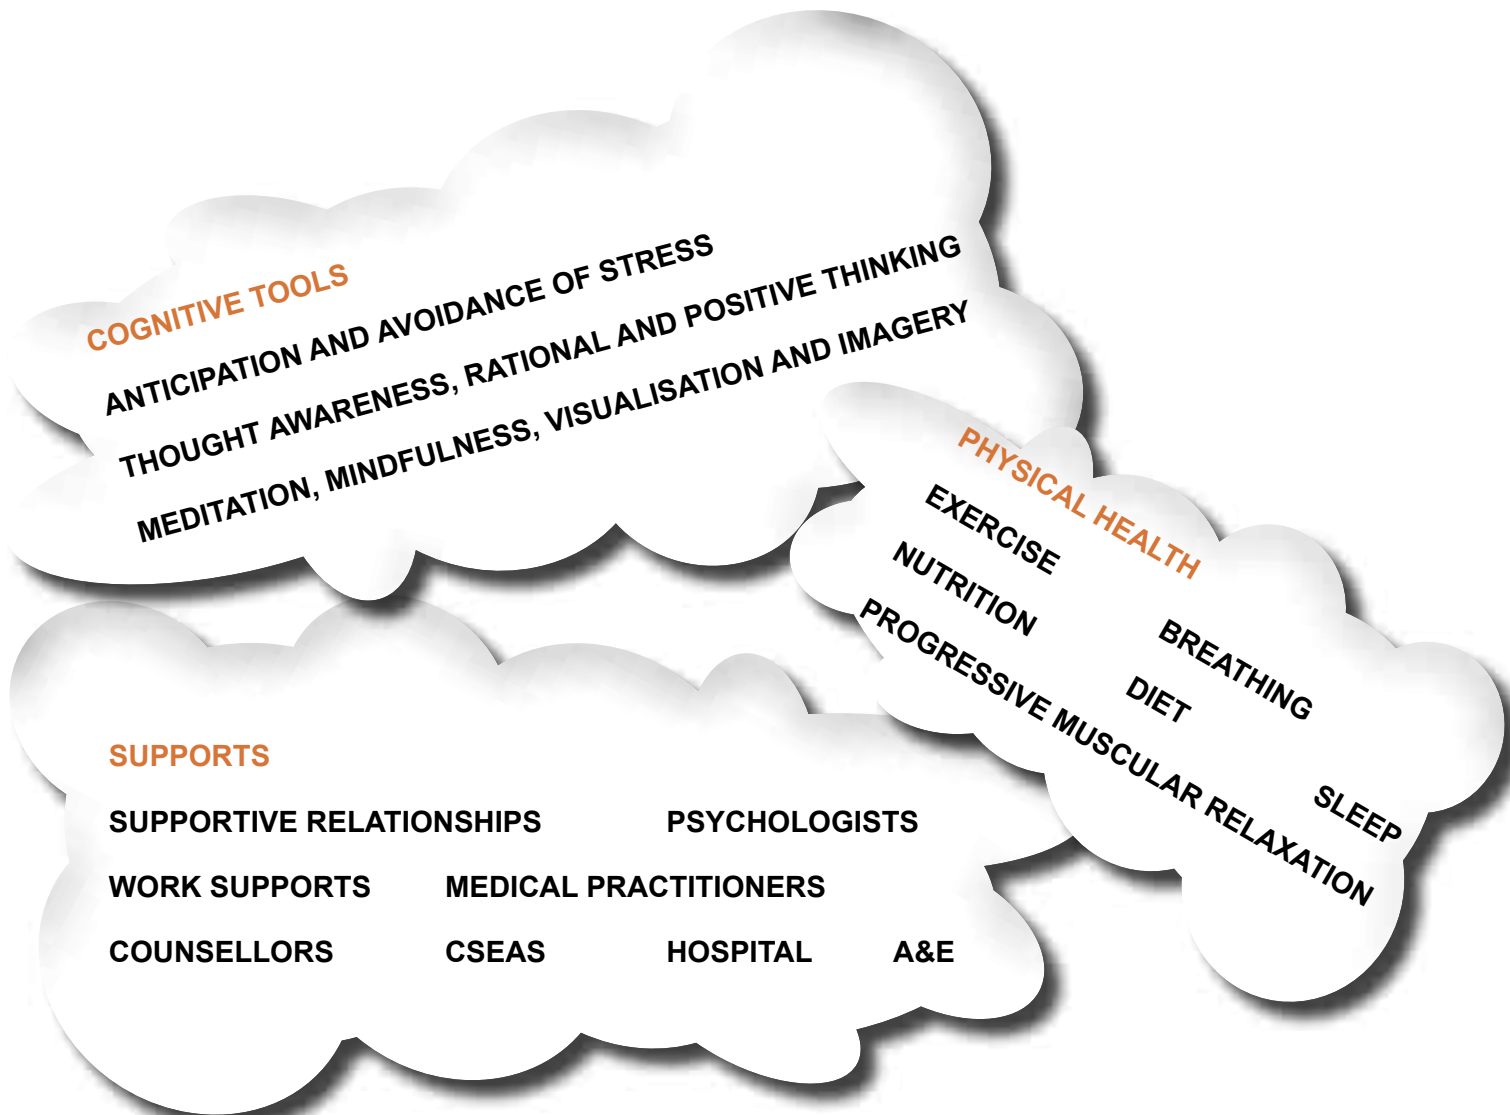 COGNITIVE TOOLS
ANTICIPATION AND AVOIDANCE OF STRESS
THOUGHT AWARENESS, RATIONAL AND POSITIVE THINKING
MEDITATION, MINDFULNESS, VISUALISATION AND IMAGERY
PHYSICAL HEALTH
EXERCISE BREATHING
NUTRITION DIET SLEEP
PROGRESSIVE MUSCULAR RELAXATION
SUPPORTS
SUPPORTIVE RELATIONSHIPS PSYCHOLOGISTS
WORK SUPPORTS MEDICAL PRACTITIONERS
COUNSELLORS CSEAS HOSPITAL A&E